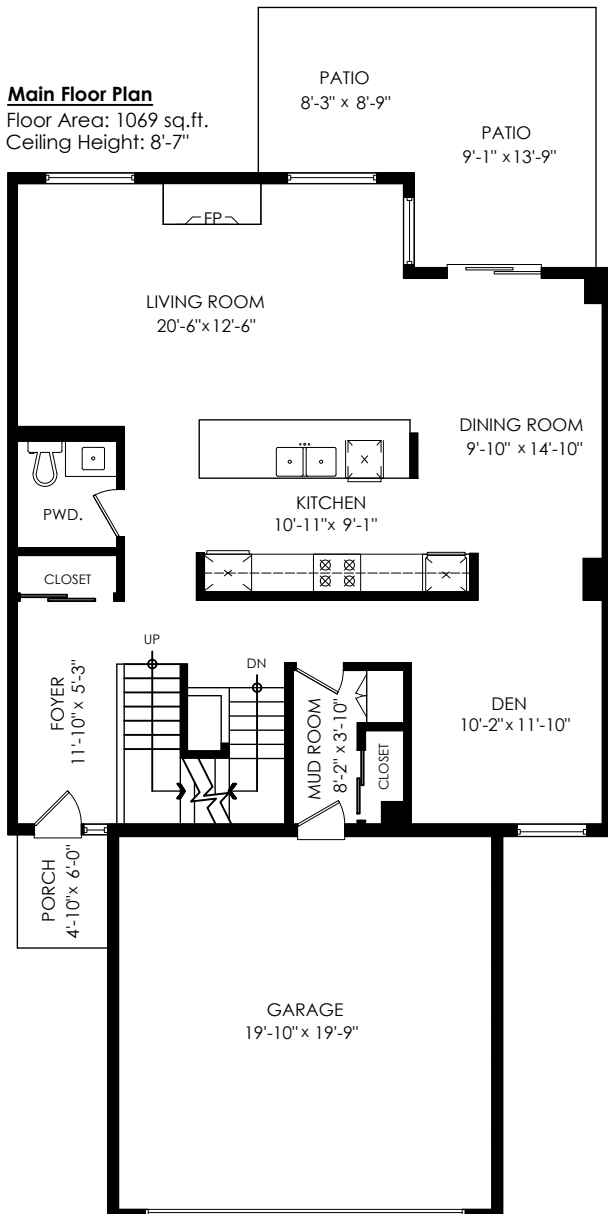 Main Floor Plan
Floor Area: 1069 sq.ft.
Ceiling Height: 8'-7"
PATIO
8'-3" x 8'-9"
PATIO
9'-1" x 13'-9"
FP
LIVING ROOM
20'-6" x 12'-6"
DINING ROOM
9'-10" x 14'-10"
KITCHEN
10'-11" x 9'-1"
PWD.
CLOSET
UP
DN
FOYER
11'-10" x 5'-3"
MUD ROOM
8'-2" x 3'-10"
CLOSET
DEN
10'-2" x 11'-10"
PORCH
4'-10" x 6'-0"
GARAGE
19'-10" x 19'-9"